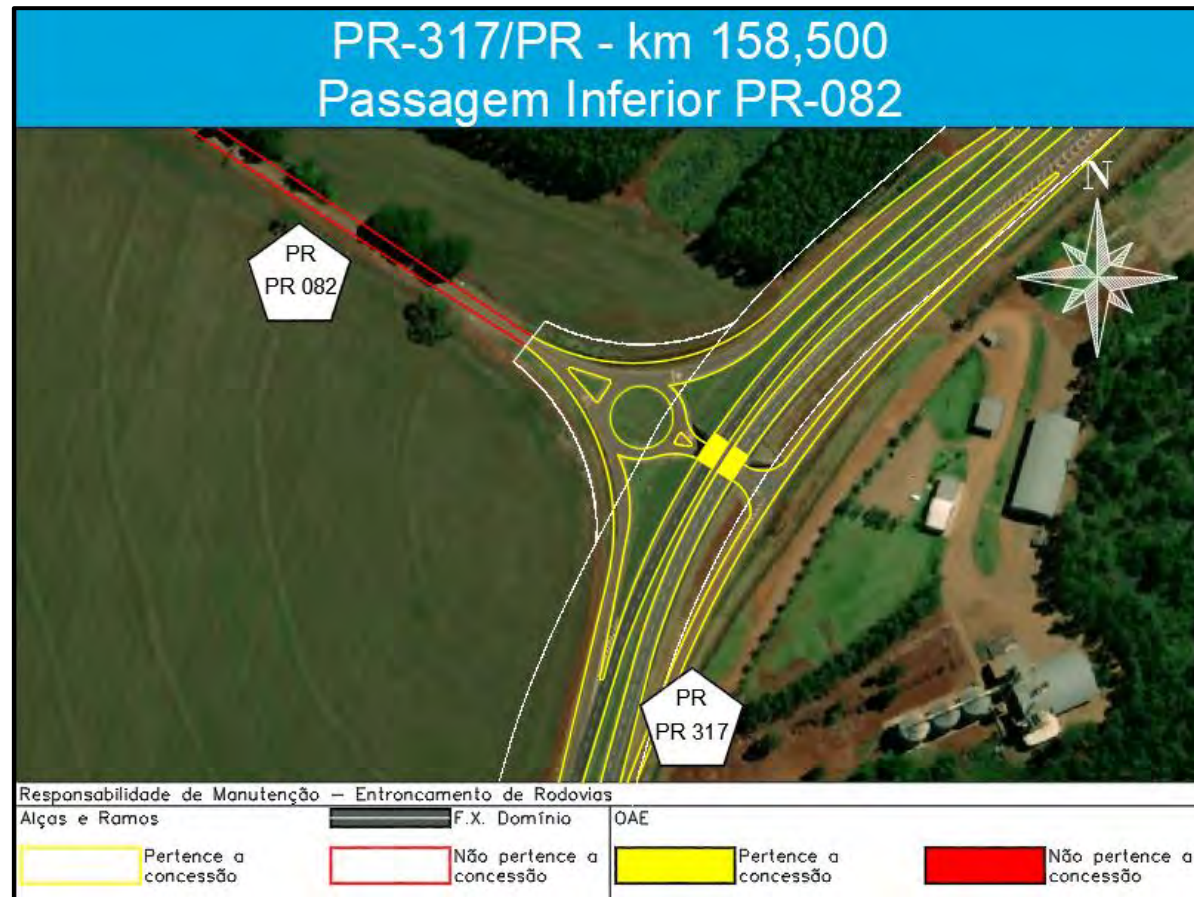 PR-317/PR - km 158,500
Passagem Inferior PR-082
N
PR
PR 082
PR
PR 317
Responsabilidade de Manutenção — Entroncamento de Rodovias
Alças e Ramos
F.X. Domínio
OAE
Pertence a
concessão
Não pertence a
concessão
Pertence a
concessão
Não pertence a
concessão